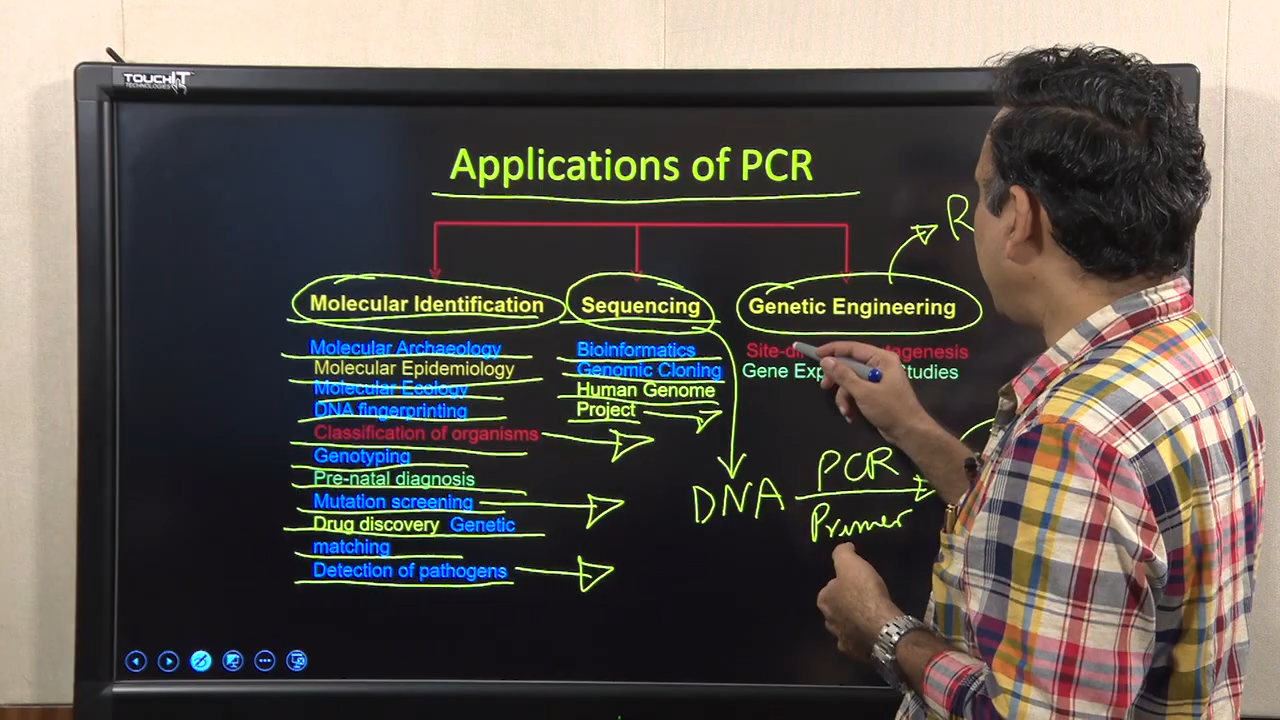 TOUCHIT
TECHNOLOGIES
Applications of PCR
R
Molecular Identification
Sequencing
Genetic Engineering
Molecular Archaeology
Molecular Epidemiology
Molecular Ecology
DNA fingerprinting
Classification of organisms
Genotyping
Pre-natal diagnosis
Mutation screening
Drug discovery Genetic
matching
Detection of pathogens
Bioinformatics
Genomic Cloning
Human Genome
Project
Gene Studies
DNA PCR
Primer